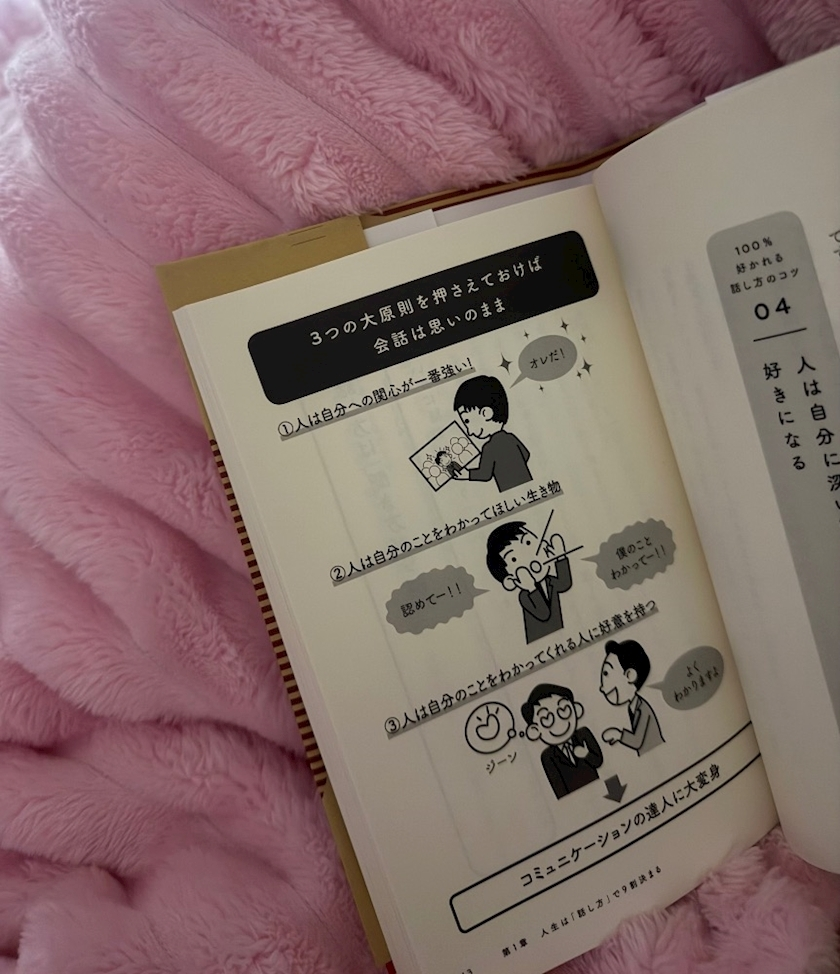 3つの大原則を押さえておけば
会話は思いのまま
①人は自分への関心が一番強い!
オレだ!
②人は自分のことをわかってほしい生き物
認めてー!!
僕のこと
わかってー!!
③人は自分のことをわかってくれる人に好意を持つ
よく
わかりますよ
ジーン
コミュニケーションの達人に大変身
第1章 人生は「話し方」で9割決まる
100%
好かれる
話し方のコツ
04
人は自分に深い
好きになる